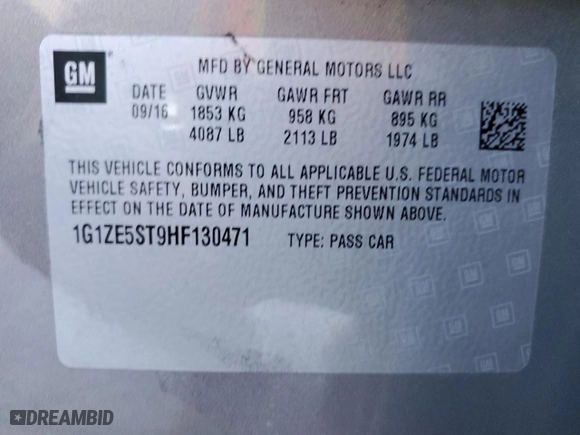 GM
MFD BY GENERAL MOTORS LLC
DATE GVWR GAWR FRT GAWR RR
09/16 1853 KG 958 KG 895 KG
4087 LB 2113 LB 1974 LB
THIS VEHICLE CONFORMS TO ALL APPLICABLE U.S. FEDERAL MOTOR
VEHICLE SAFETY, BUMPER, AND THEFT PREVENTION STANDARDS IN
EFFECT ON THE DATE OF MANUFACTURE SHOWN ABOVE.
1G1ZE5ST9HF130471 TYPE: PASS CAR
DREAMBID